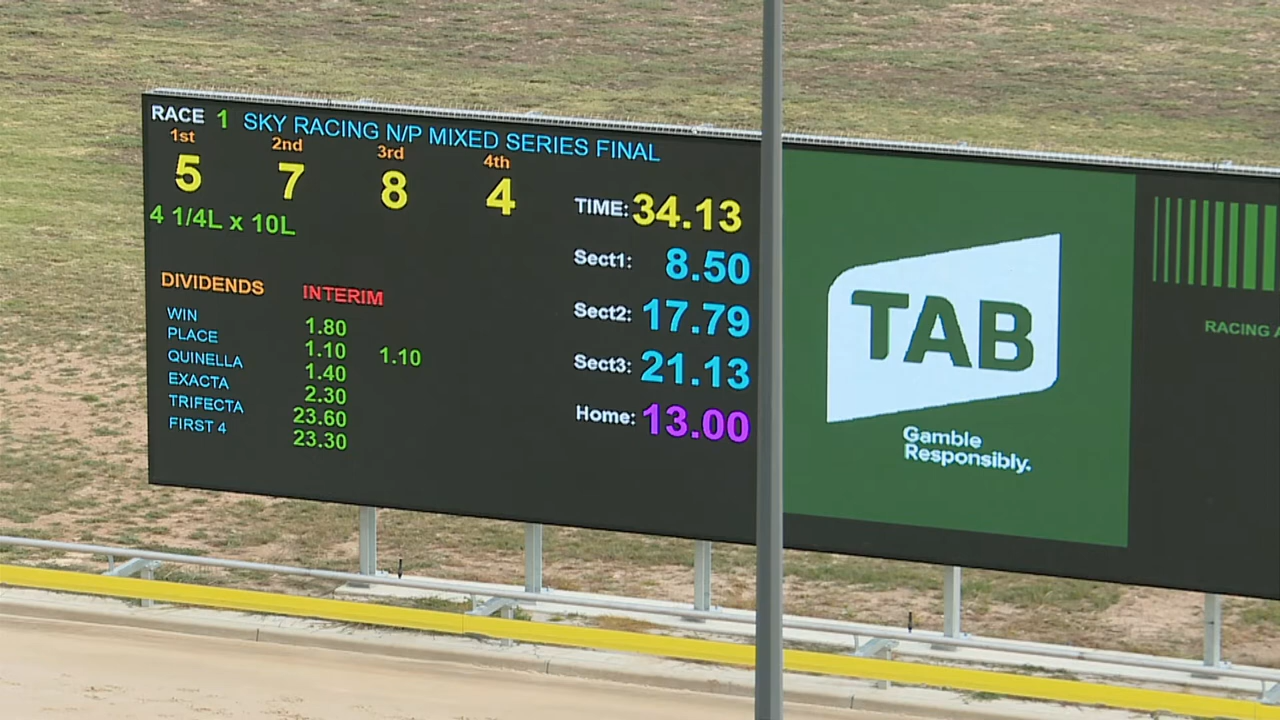 RACE 1 SKY RACING N/P MIXED SERIES FINAL
1st 2nd 3rd 4th
5 7 8 4
4 1/4L x 10L
DIVIDENDS INTERIM
WIN 1.80
PLACE 1.10 1.10
QUINELLA 1.40
EXACTA 2.30
TRIFECTA 23.60
FIRST 4 23.30
TIME: 34.13
Sect1: 8.50
Sect2: 17.79
Sect3: 21.13
Home: 13.00
TAB
Gamble
Responsibly.
RACING